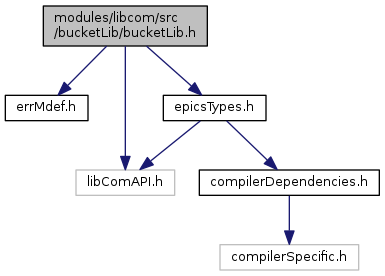 modules/libcom/src
/bucketLib/bucketLib.h
errMdef.h
epicsTypes.h
libComAPI.h
compilerDependencies.h
compilerSpecific.h